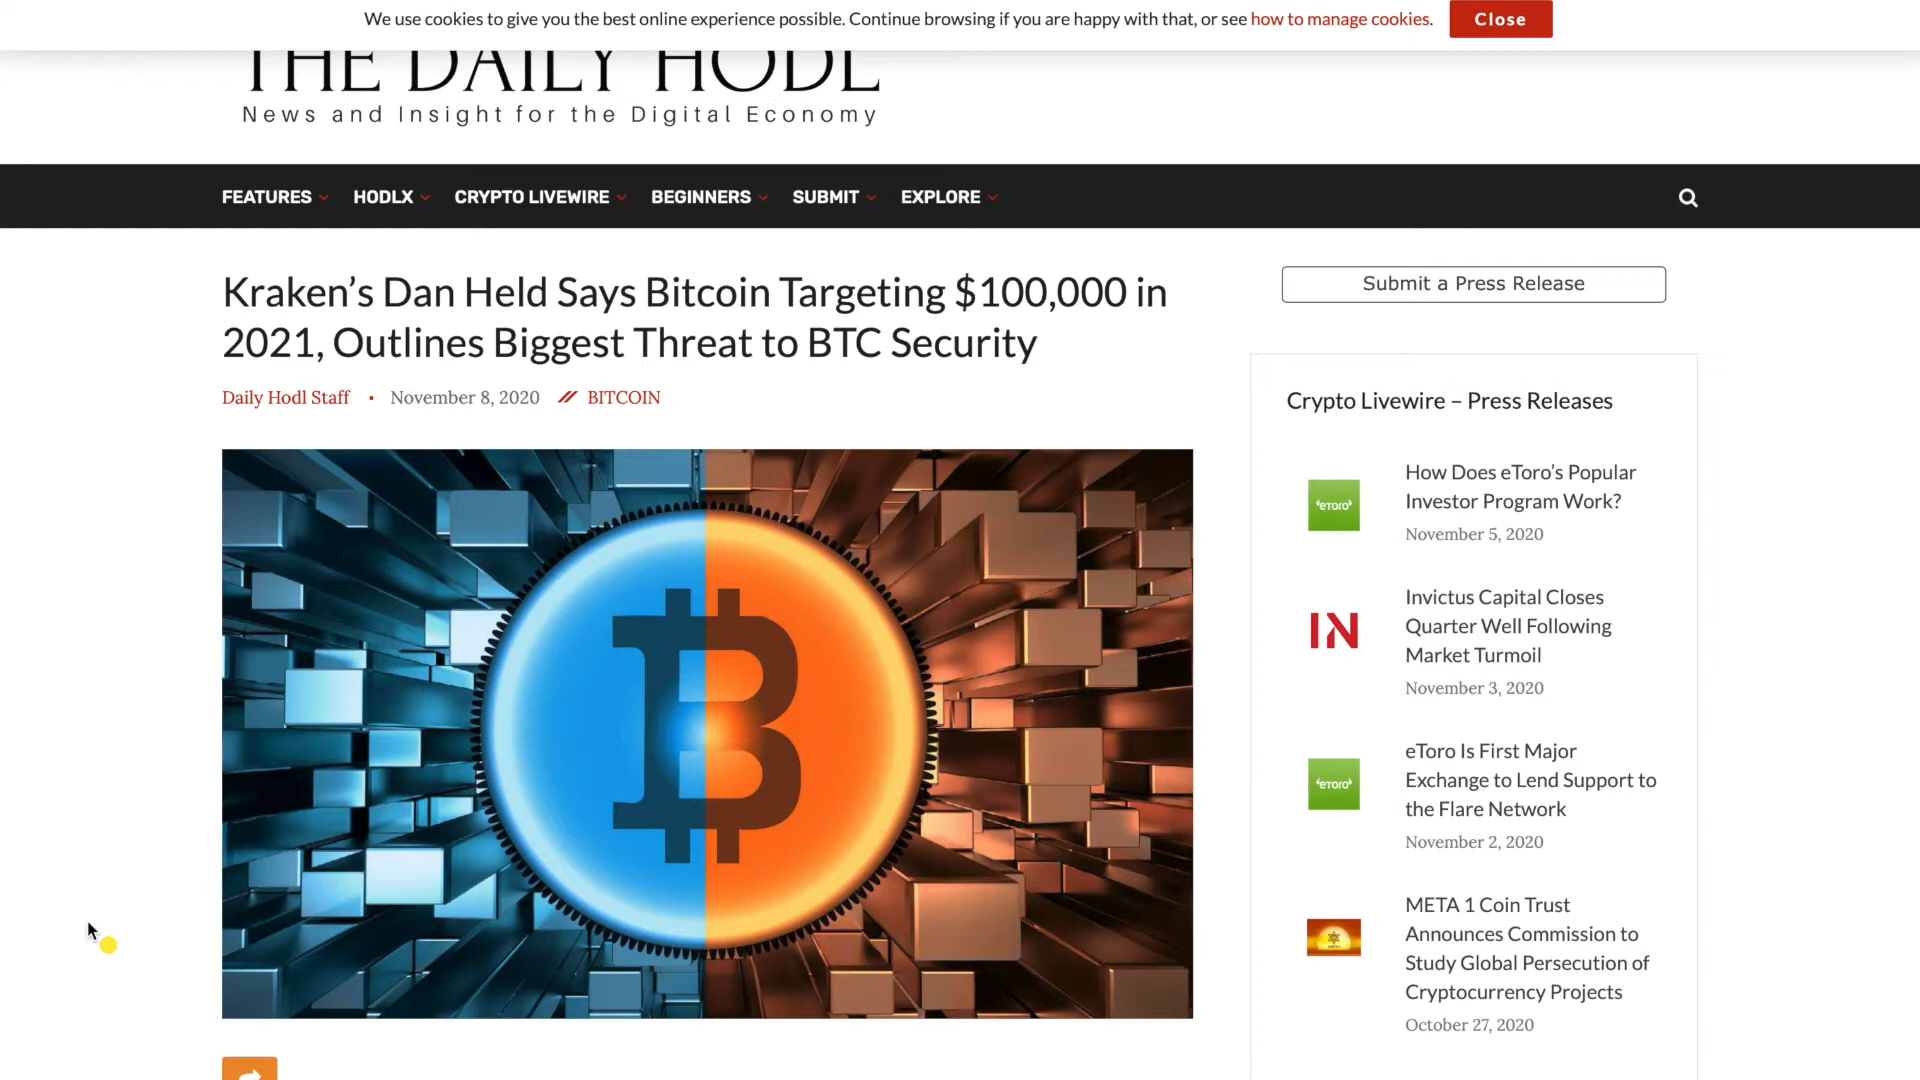 We use cookies to give you the best online experience possible. Continue browsing if you are happy with that, or see how to manage cookies.
Close
THE DAILY HODL
News and Insight for the Digital Economy
FEATURES HODLX CRYPTO LIVEWIRE BEGINNERS SUBMIT EXPLORE
Kraken’s Dan Held Says Bitcoin Targeting $100,000 in
2021, Outlines Biggest Threat to BTC Security
Daily Hodl Staff November 8, 2020 BITCOIN
Submit a Press Release
Crypto Livewire – Press Releases
eToro
How Does eToro’s Popular
Investor Program Work?
November 5, 2020
IN
Invictus Capital Closes
Quarter Well Following
Market Turmoil
November 3, 2020
eToro
eToro Is First Major
Exchange to Lend Support to
the Flare Network
November 2, 2020
META 1 Coin Trust
Announces Commission to
Study Global Persecution of
Cryptocurrency Projects
October 27, 2020